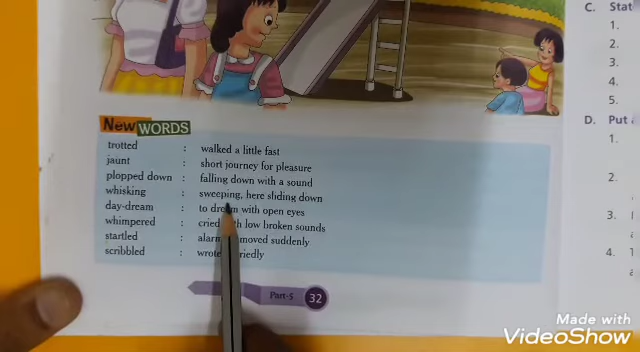 C. Stat
1.
2.
3.
4.
5.
D. Put
1.
2.
3.
4.
New WORDS
trotted : walked a little fast
jaunt : short journey for pleasure
plopped down : falling down with a sound
whisking : sweeping, here sliding down
day-dream : to dream with open eyes
whimpered : cried with low broken sounds
startled : moved suddenly
scribbled : wrote
Part-5 32
Made with
VideoShow